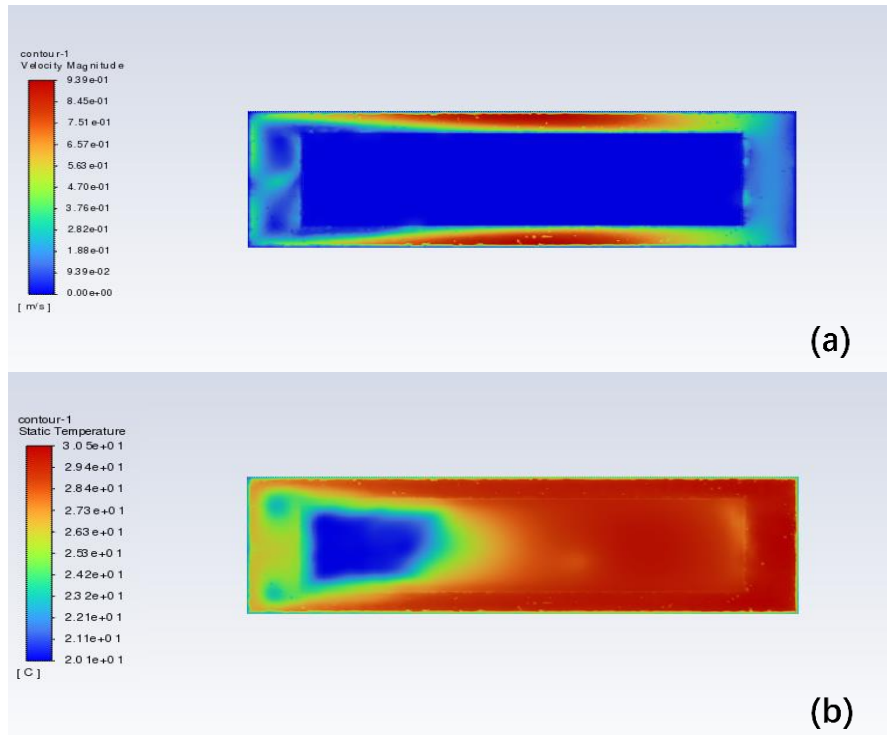 contour-1
Velocity Magnitude
9.39e-01
8.45e-01
7.51e-01
6.57e-01
5.63e-01
4.70e-01
3.76e-01
2.82e-01
1.88e-01
9.39e-02
0.00e+00
[ m/s ]
(a)
contour-1
Static Temperature
3.05e+01
2.94e+01
2.84e+01
2.73e+01
2.63e+01
2.53e+01
2.42e+01
2.32e+01
2.21e+01
2.11e+01
2.01e+01
[ C ]
(b)